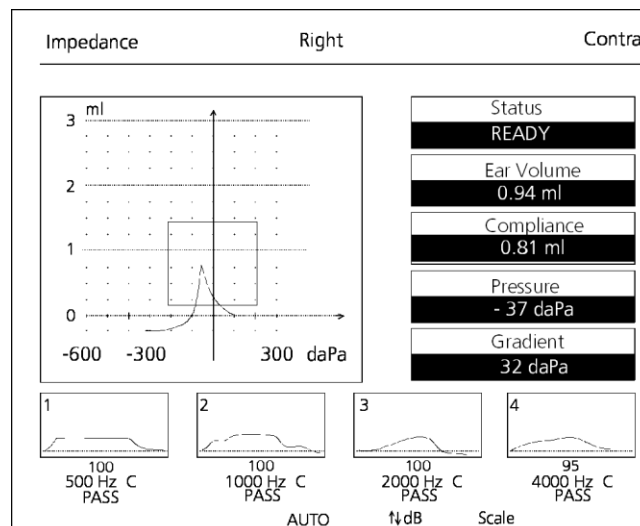 Impedance Right Contra
ml
3
2
1
0
-600 -300 300 daPa
Status
READY
Ear Volume
0.94 ml
Compliance
0.81 ml
Pressure
- 37 daPa
Gradient
32 daPa
1 2 3 4
100 100 100 95
500 Hz C 1000 Hz C 2000 Hz C 4000 Hz C
PASS PASS PASS PASS
AUTO ↑↓dB Scale